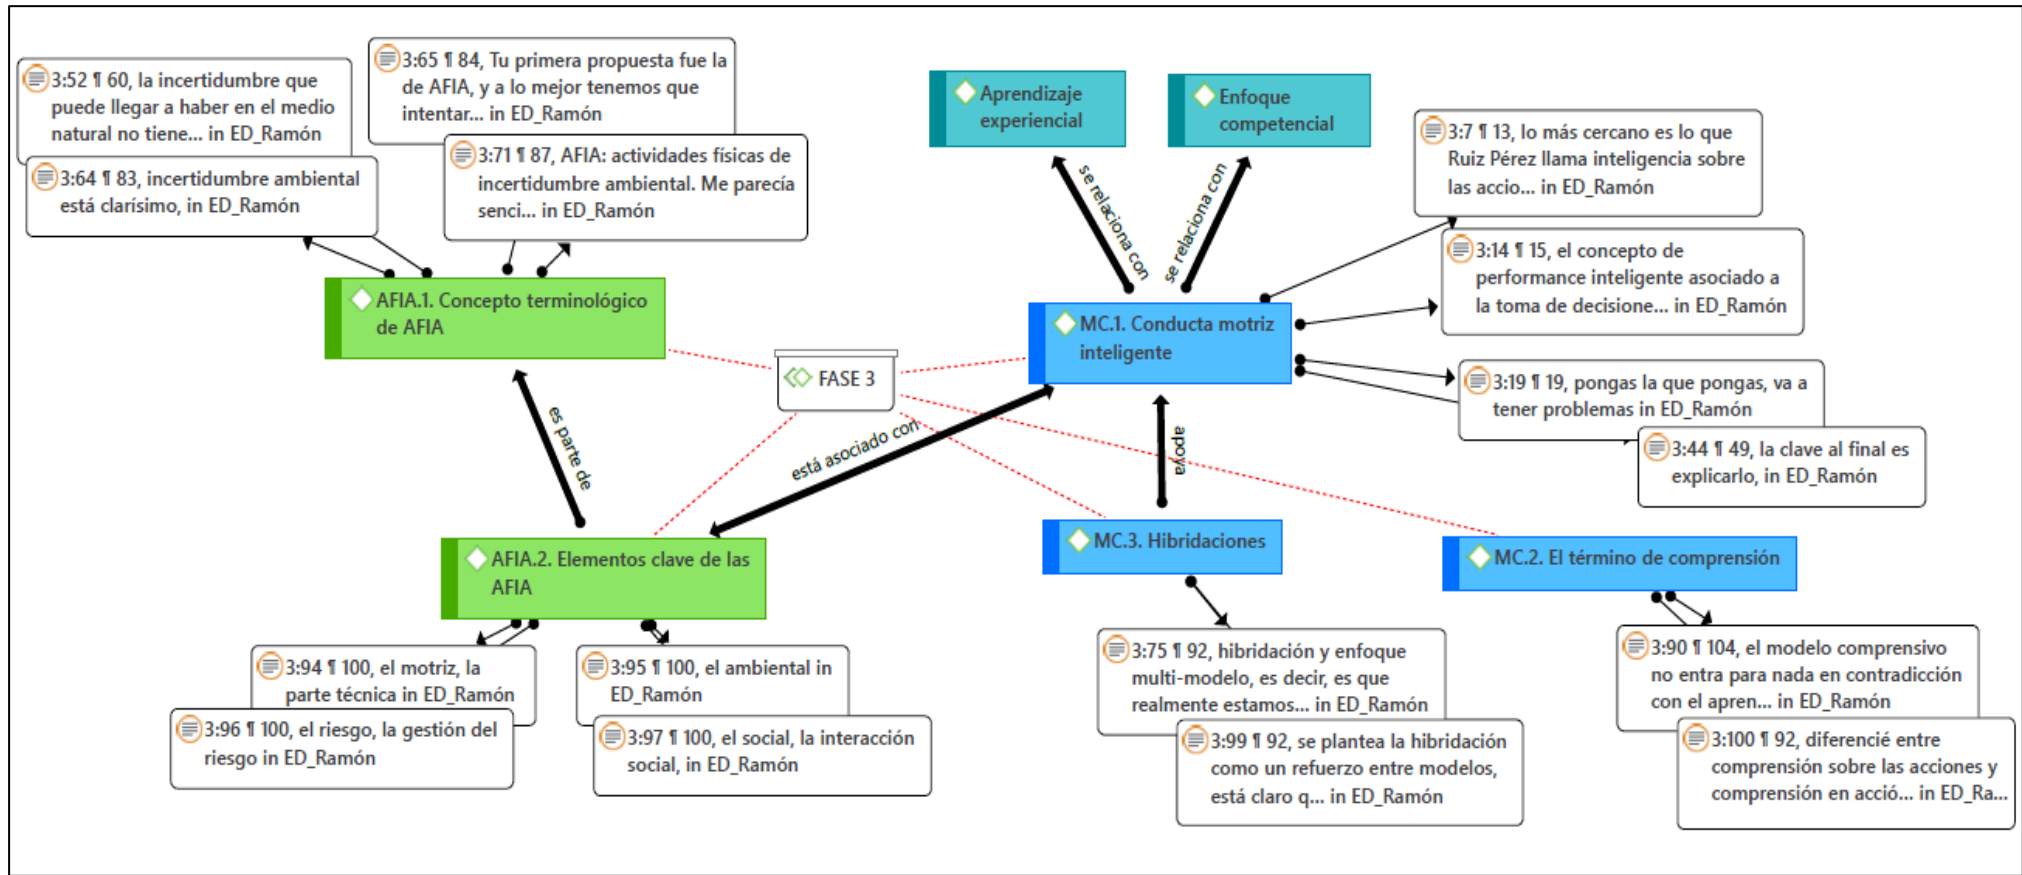 3:52 ¶ 60, la incertidumbre que
puede llegar a haber en el medio
natural no tiene... in ED_Ramón
3:64 ¶ 83, incertidumbre ambiental
está clarísimo, in ED_Ramón
3:65 ¶ 84, Tu primera propuesta fue la
de AFIA, y a lo mejor tenemos que
intentar... in ED_Ramón
3:71 ¶ 87, AFIA: actividades físicas de
incertidumbre ambiental. Me parecía
senci... in ED_Ramón
Aprendizaje
experiencial
Enfoque
competencial
se relaciona con
se relaciona con
3:7 ¶ 13, lo más cercano es lo que
Ruiz Pérez llama inteligencia sobre
las accio... in ED_Ramón
3:14 ¶ 15, el concepto de
performance inteligente asociado a
la toma de decisione... in ED_Ramón
3:19 ¶ 19, pongas la que pongas, va a
tener problemas in ED_Ramón
3:44 ¶ 49, la clave al final es
explicarlo, in ED_Ramón
AFIA.1. Concepto terminológico
de AFIA
FASE 3
MC.1. Conducta motriz
inteligente
es parte de
está asociado con
apoya
AFIA.2. Elementos clave de las
AFIA
MC.3. Hibridaciones
MC.2. El término de comprensión
3:94 ¶ 100, el motriz, la
parte técnica in ED_Ramón
3:96 ¶ 100, el riesgo, la gestión del
riesgo in ED_Ramón
3:95 ¶ 100, el ambiental in
ED_Ramón
3:97 ¶ 100, el social, la interacción
social, in ED_Ramón
3:75 ¶ 92, hibridación y enfoque
multi-modelo, es decir, es que
realmente estamos... in ED_Ramón
3:99 ¶ 92, se plantea la hibridación
como un refuerzo entre modelos,
está claro q... in ED_Ramón
3:90 ¶ 104, el modelo comprensivo
no entra para nada en contradicción
con el apren... in ED_Ramón
3:100 ¶ 92, diferencié entre
comprensión sobre las acciones y
comprensión en acció... in ED_Ra...